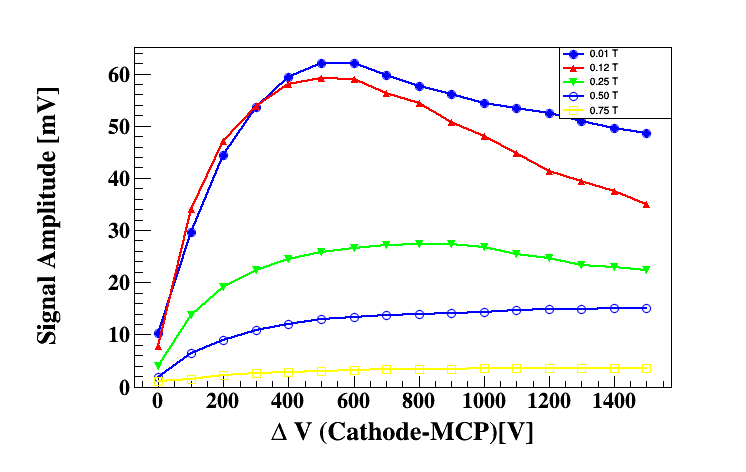 0.01 T
0.12 T
0.25 T
0.50 T
0.75 T
60
50
40
30
20
10
0
Signal Amplitude [mV]
0 200 400 600 800 1000 1200 1400
Δ V (Cathode-MCP)[V]